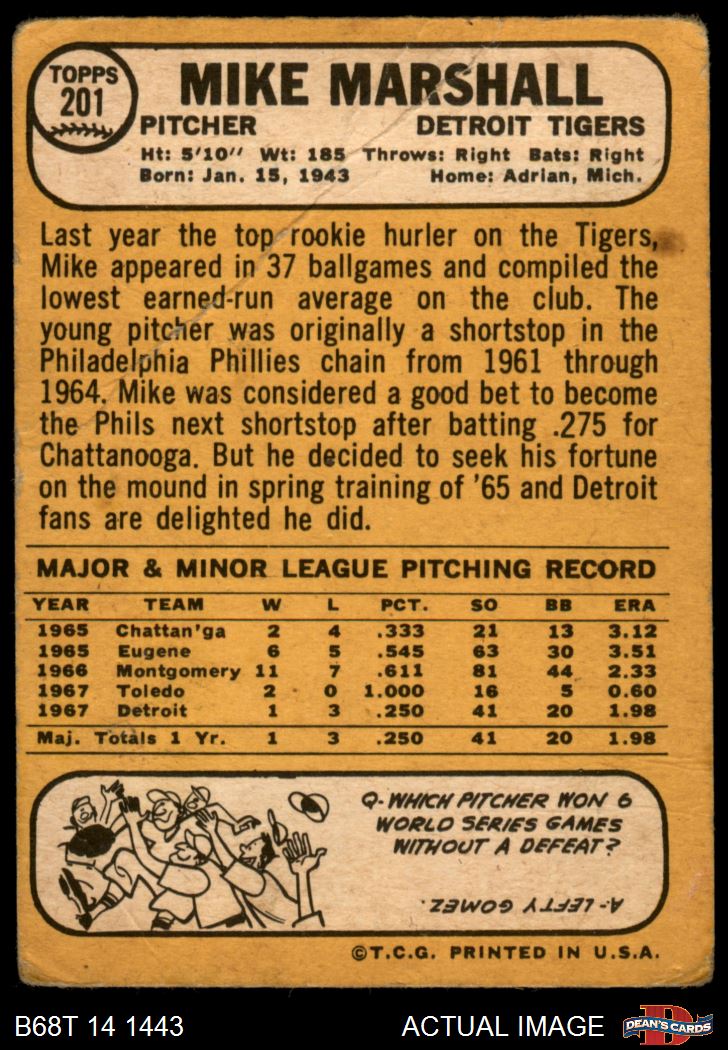 TOPPS
201
MIKE MARSHALL
PITCHER DETROIT TIGERS
Ht: 5'10" Wt: 185 Throws: Right Bats: Right
Born: Jan. 15, 1943 Home: Adrian, Mich.
Last year the top rookie hurler on the Tigers,
Mike appeared in 37 ballgames and compiled the
lowest earned-run average on the club. The
young pitcher was originally a shortstop in the
Philadelphia Phillies chain from 1961 through
1964. Mike was considered a good bet to become
the Phils next shortstop after batting .275 for
Chattanooga. But he decided to seek his fortune
on the mound in spring training of '65 and Detroit
fans are delighted he did.
MAJOR & MINOR LEAGUE PITCHING RECORD
YEAR TEAM W L PCT. SO BB ERA
1965 Chattan'ga 2 4 .333 21 13 3.12
1965 Eugene 6 5 .545 63 30 3.51
1966 Montgomery 11 7 .611 81 44 2.33
1967 Toledo 2 0 1.000 16 5 0.60
1967 Detroit 1 3 .250 41 20 1.98
Maj. Totals 1 Yr. 1 3 .250 41 20 1.98
Q-WHICH PITCHER WON 6
WORLD SERIES GAMES
WITHOUT A DEFEAT?
A-LEFTY GOMEZ.
©T.C.G. PRINTED IN U.S.A.
B68T 14 1443 ACTUAL IMAGE
D
DEAN'S CARDS